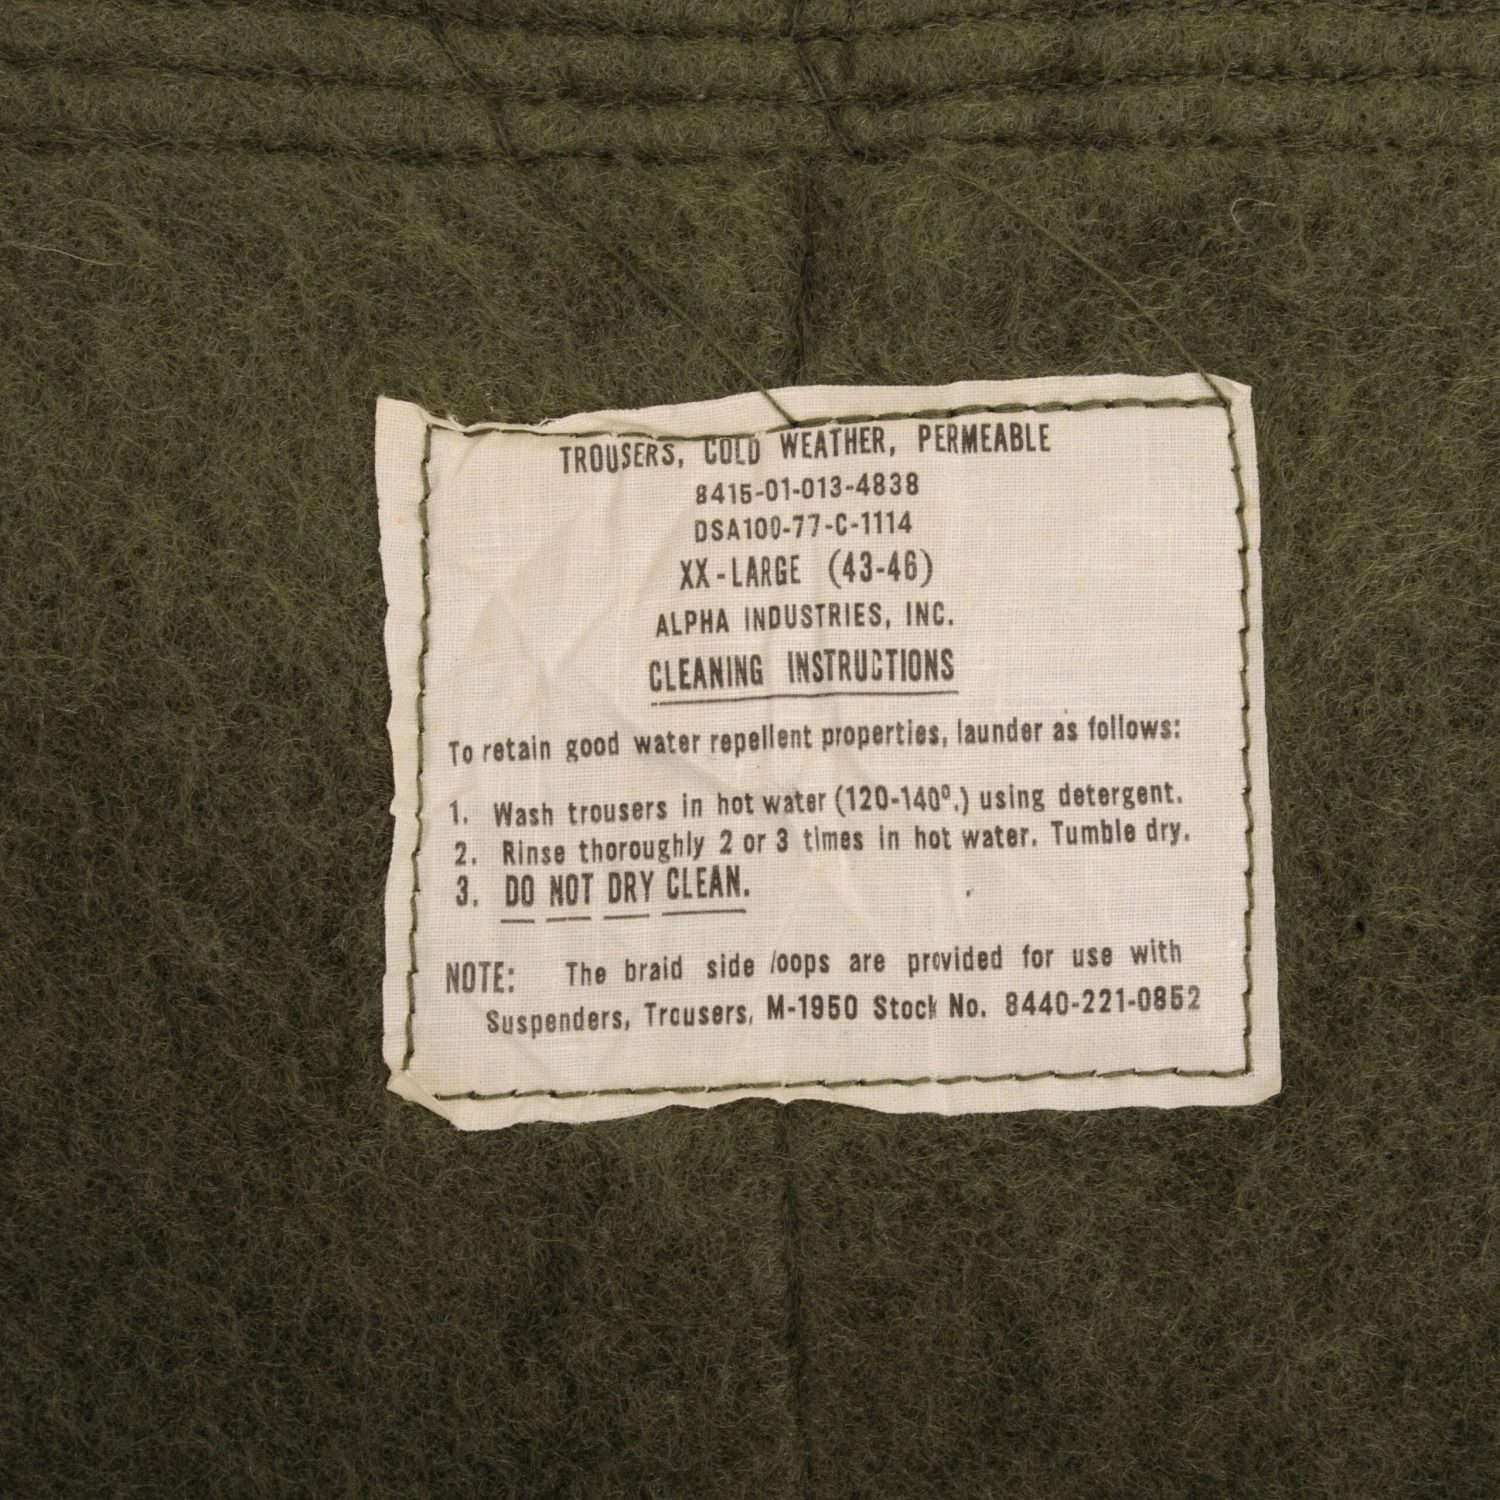 TROUSERS, COLD WEATHER, PERMEABLE
8415-01-013-4838
DSA100-77-C-1114
XX-LARGE (43-46)
ALPHA INDUSTRIES, INC.
CLEANING INSTRUCTIONS
To retain good water repellent properties, launder as follows:
1. Wash trousers in hot water (120-140º.) using detergent.
2. Rinse thoroughly 2 or 3 times in hot water. Tumble dry.
3. DO NOT DRY CLEAN.
NOTE: The braid side loops are provided for use with
Suspenders, Trousers, M-1950 Stock No. 8440-221-0852